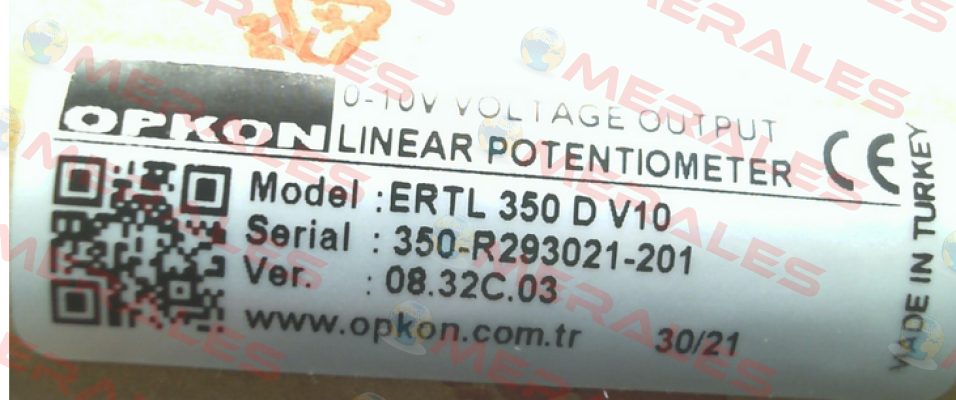 0-10V VOLTAGE OUTPUT
OPKON
LINEAR POTENTIOMETER
CE
Model : ERTL 350 D V10
Serial : 350-R293021-201
Ver. : 08.32C.03
www.opkon.com.tr 30/21
MADE IN TURKEY
OMERALES